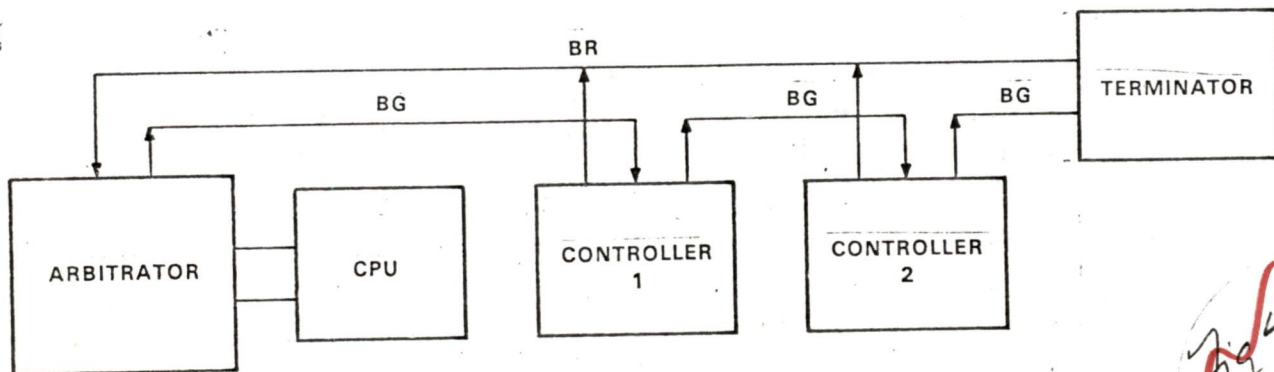 BR
BG
BG
BG
TERMINATOR
ARBITRATOR
CPU
CONTROLLER
1
CONTROLLER
2